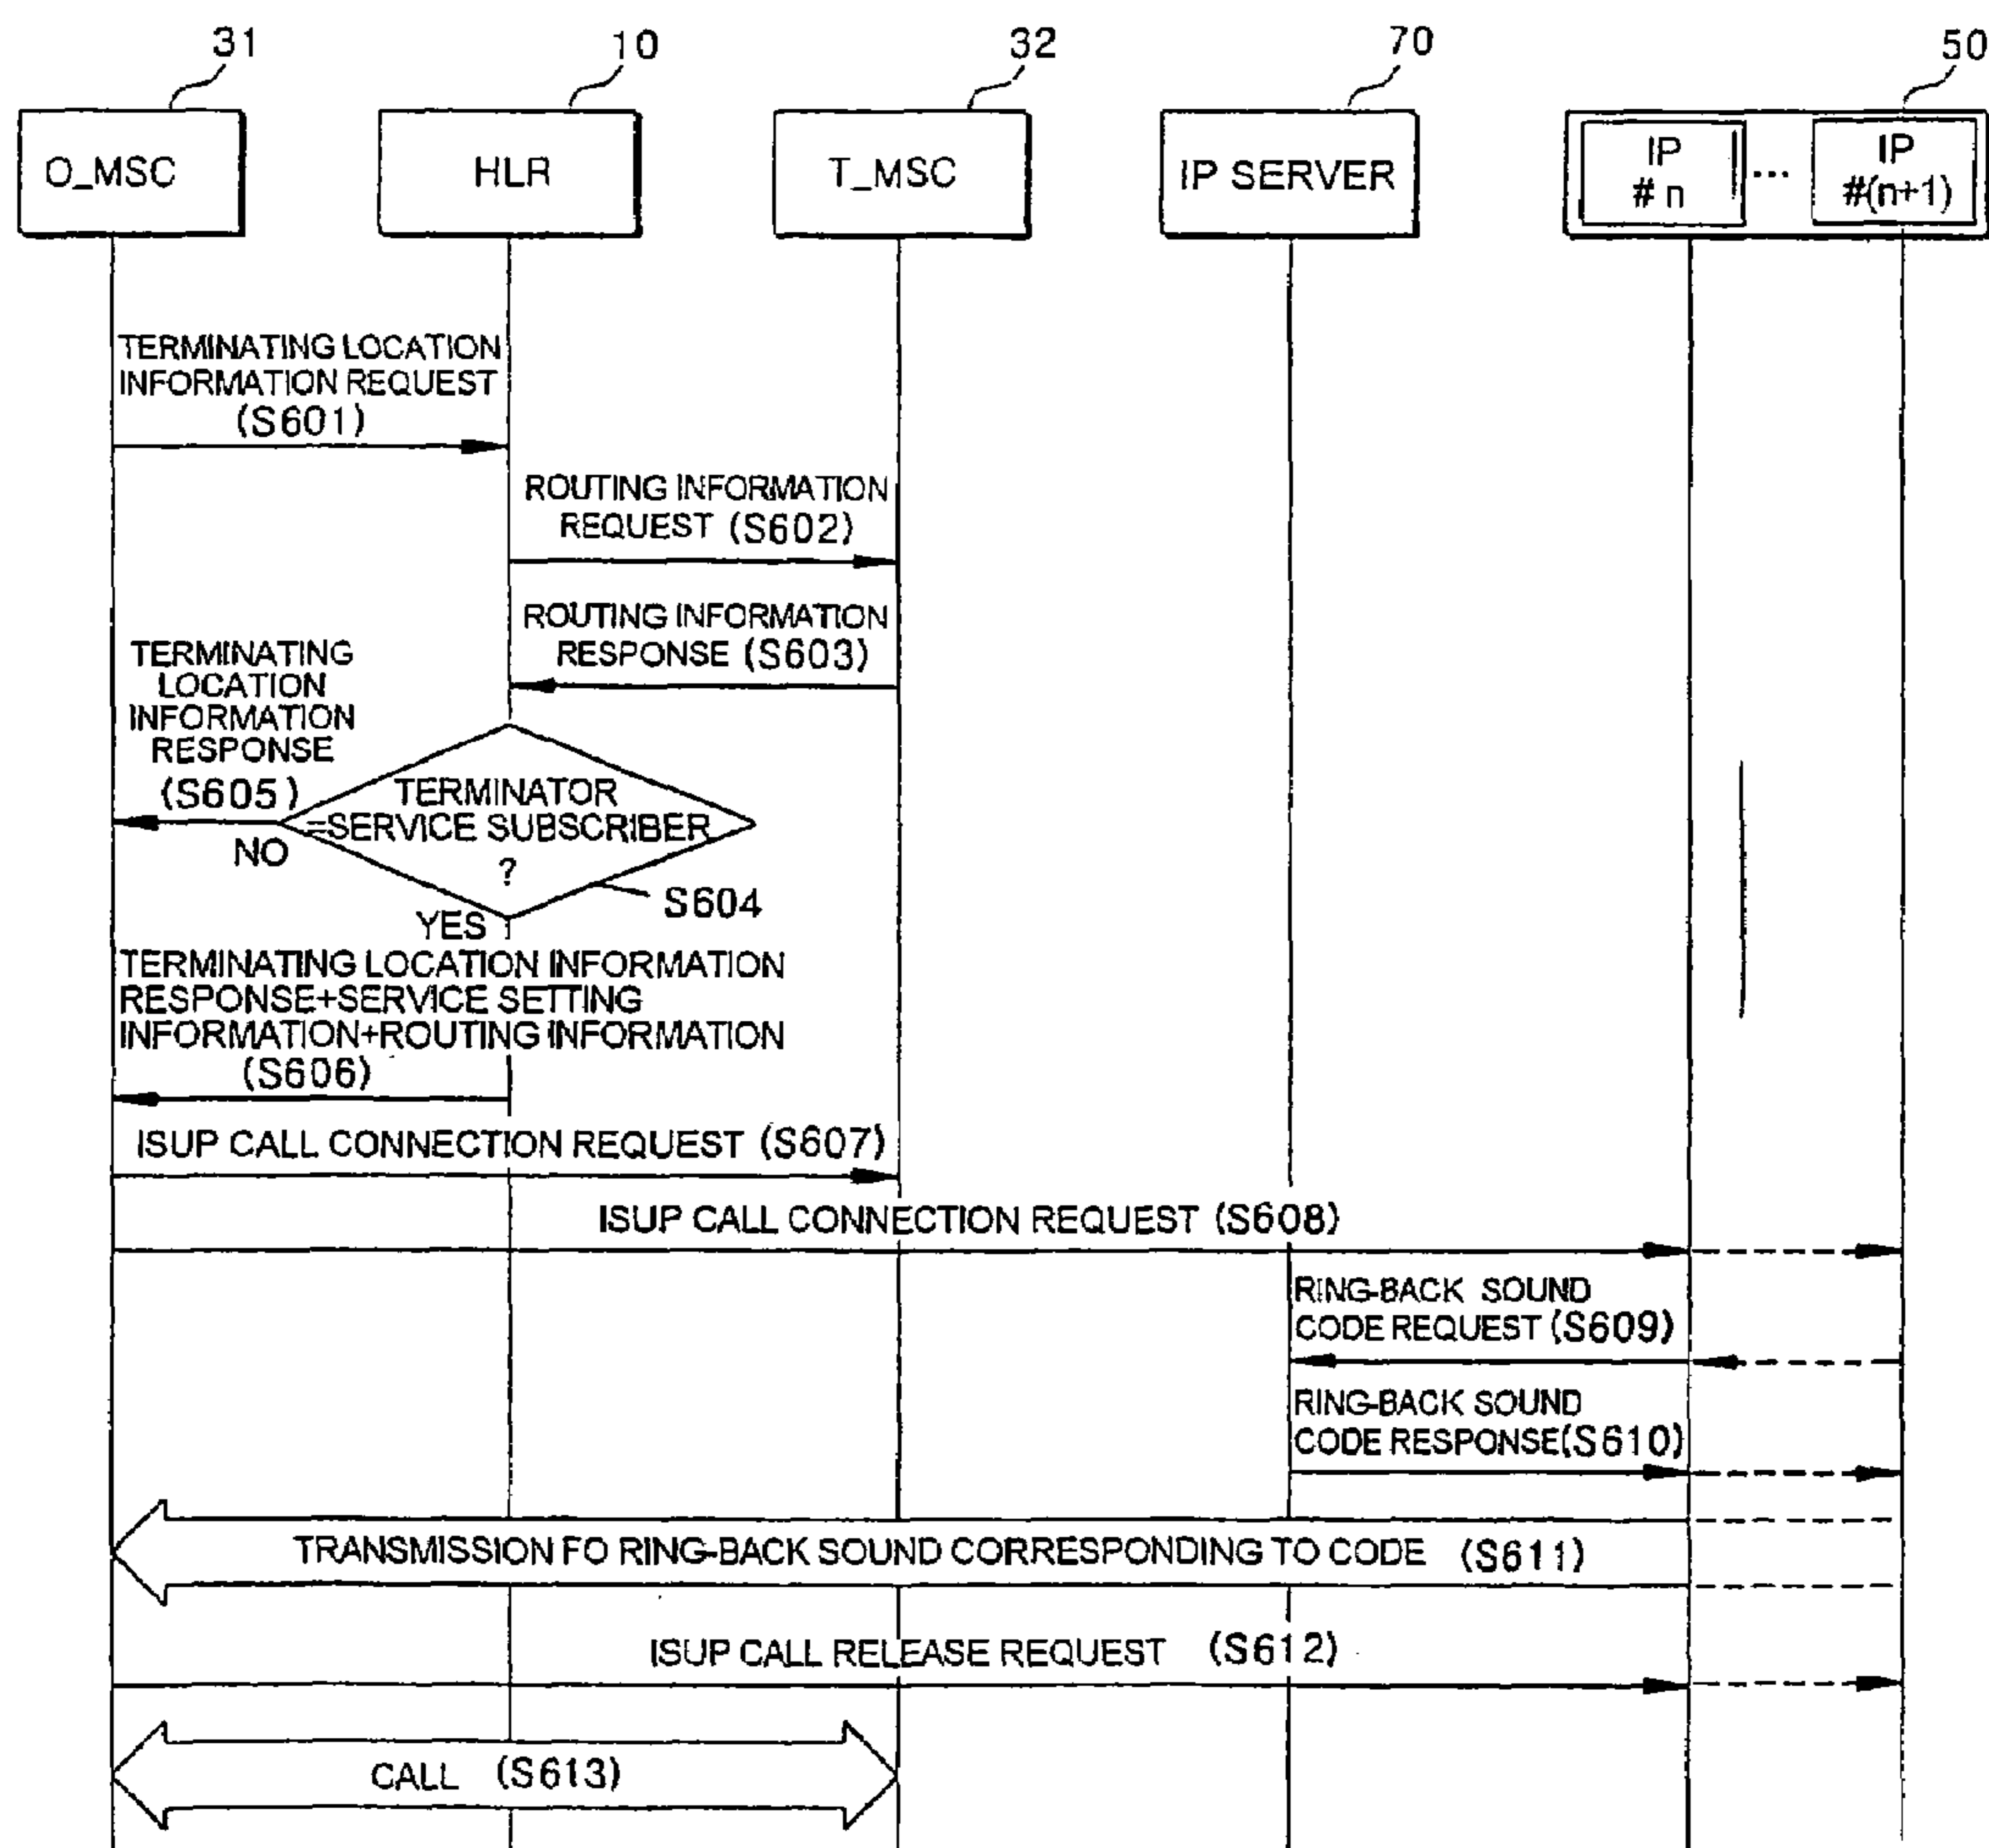 31
10
32
70
50
O_MSC
HLR
T_MSC
IP SERVER
IP
# n
...
IP
#(n+1)
TERMINATING LOCATION
INFORMATION REQUEST
(S601)
ROUTING INFORMATION
REQUEST (S602)
ROUTING INFORMATION
RESPONSE (S603)
TERMINATING
LOCATION
INFORMATION
RESPONSE
(S605)
NO
TERMINATOR
=SERVICE SUBSCRIBER
?
S604
YES
TERMINATING LOCATION INFORMATION
RESPONSE+SERVICE SETTING
INFORMATION+ROUTING INFORMATION
(S606)
ISUP CALL CONNECTION REQUEST (S607)
ISUP CALL CONNECTION REQUEST (S608)
RING-BACK SOUND
CODE REQUEST (S609)
RING-BACK SOUND
CODE RESPONSE(S610)
TRANSMISSION FO RING-BACK SOUND CORRESPONDING TO CODE (S611)
ISUP CALL RELEASE REQUEST (S612)
CALL (S613)